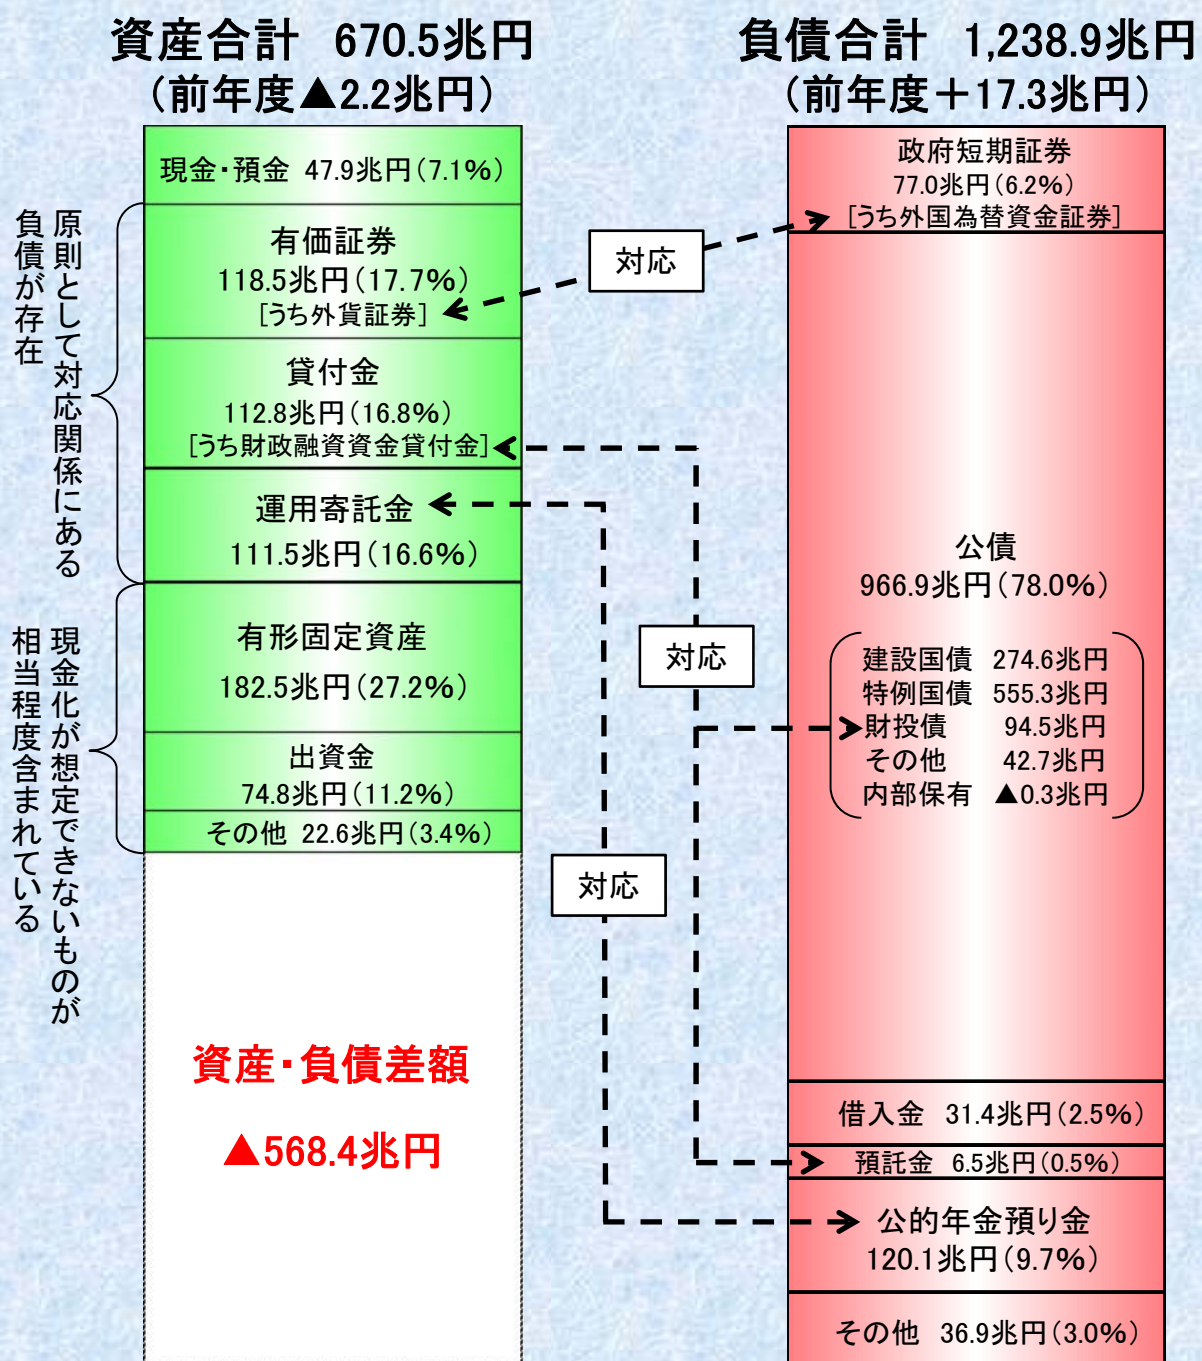 資産合計 670.5兆円
(前年度▲2.2兆円)
現金・預金 47.9兆円(7.1%)
有価証券
118.5兆円(17.7%)
[うち外貨証券]
貸付金
112.8兆円(16.8%)
[うち財政融資資金貸付金]
運用寄託金
111.5兆円(16.6%)
有形固定資産
182.5兆円(27.2%)
出資金
74.8兆円(11.2%)
その他 22.6兆円(3.4%)
資産・負債差額
▲568.4兆円
原則として対応関係にある
負債が存在
現金化が想定できないものが
相当程度含まれている
対応
対応
対応
負債合計 1,238.9兆円
(前年度+17.3兆円)
政府短期証券
77.0兆円(6.2%)
[うち外国為替資金証券]
公債
966.9兆円(78.0%)
建設国債 274.6兆円
特例国債 555.3兆円
財投債 94.5兆円
その他 42.7兆円
内部保有 ▲0.3兆円
借入金 31.4兆円(2.5%)
預託金 6.5兆円(0.5%)
公的年金預り金
120.1兆円(9.7%)
その他 36.9兆円(3.0%)